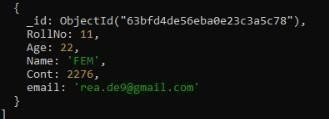 {
_id: ObjectId("63bfd4de56eba0e23c3a5c78"),
RollNo: 11,
Age: 22,
Name: 'FEM',
Cont: 2276,
email: 'rea.de9@gmail.com'
}
]